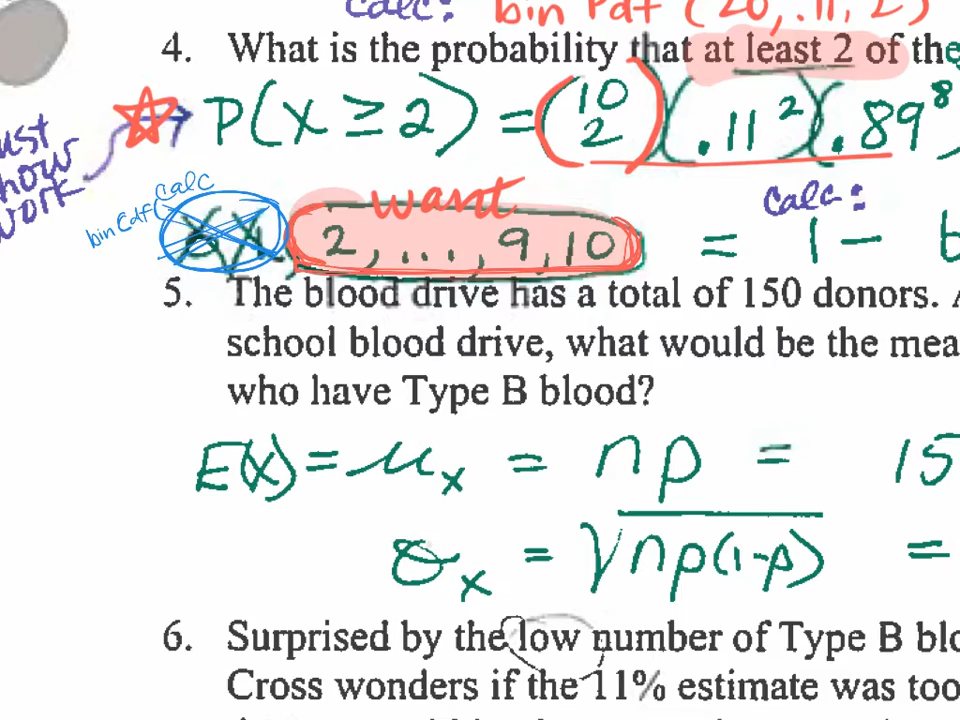 Calc: bin Pdf (20, .11, 2)
4. What is the probability that at least 2 of the
P(X ≥ 2) = (10 2)(.11²)(.89⁸)
ust
how
work
calc
bin Cdf(
want
Calc:
0, 1, 2, ..., 9, 10 = 1 - b
5. The blood drive has a total of 150 donors. A
school blood drive, what would be the mea
who have Type B blood?
E(X) = μx = np = 15
σx = √np(1-p) =
6. Surprised by the low number of Type B blo
Cross wonders if the 11% estimate was too